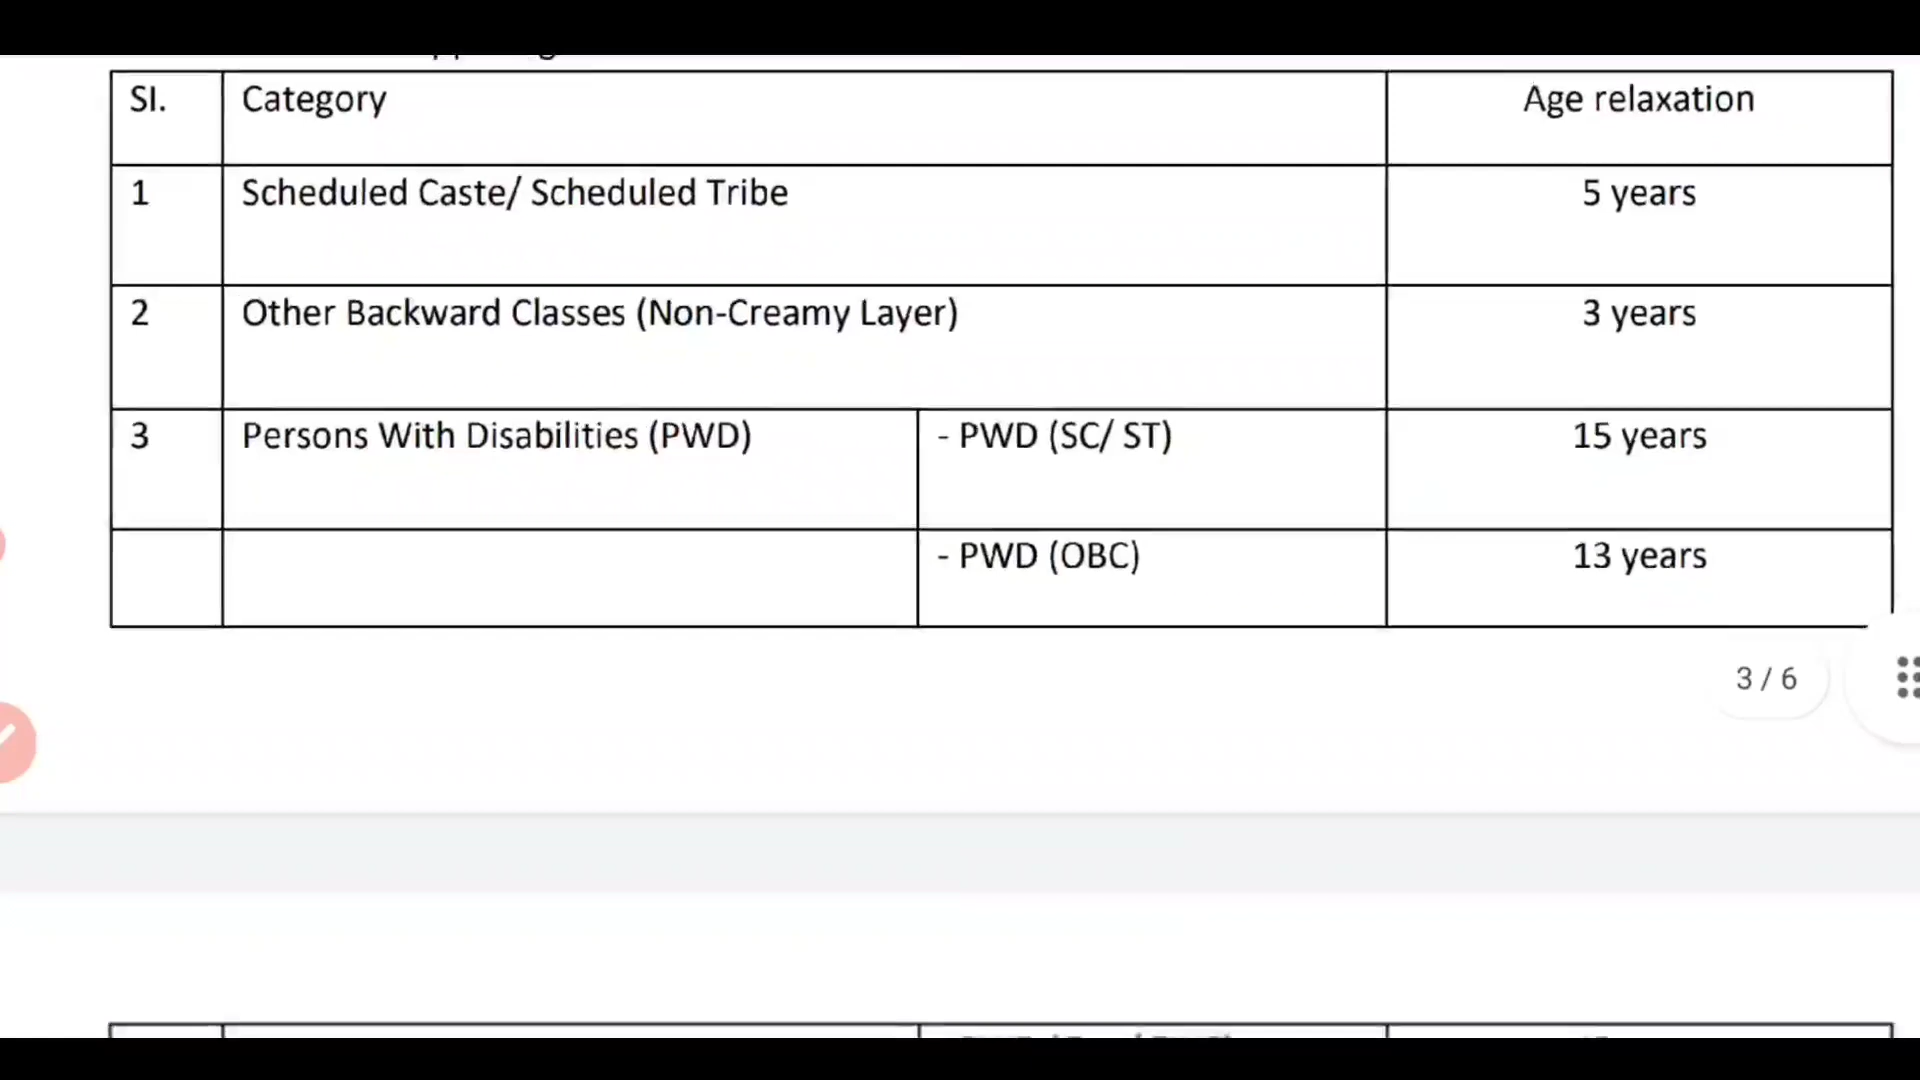 Sl. Category Age relaxation
1 Scheduled Caste/ Scheduled Tribe 5 years
2 Other Backward Classes (Non-Creamy Layer) 3 years
3 Persons With Disabilities (PWD) - PWD (SC/ ST) 15 years
- PWD (OBC) 13 years
3 / 6